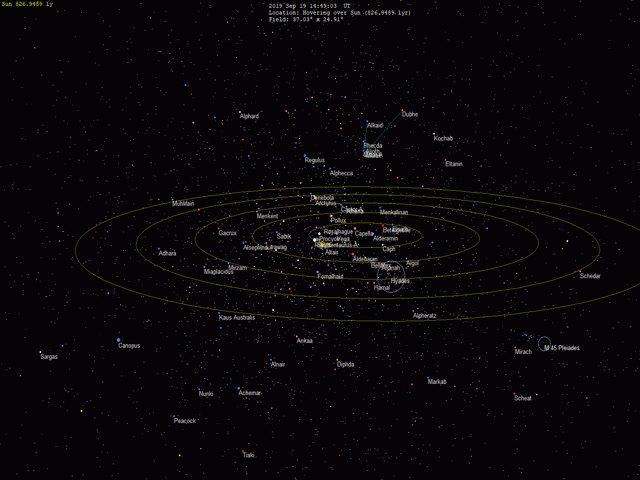 Sun 826.9489 ly
2019 Sep 19 14:49:03 UT
Location: Hovering over Sun (826.9489 lyr)
Field: 37.03° x 24.91°
Dubhe
Alphard
Alkaid
Kochab
Phecda
Regulus
Eltanin
Alphecca
Denebola
Arcturus
Muhlifain
Menkent
Menkalinan
Pollux
Gacrux
Sabik
Rasalhague
Capella
Alderamin
Procyon
Vega
Adhara
Caph
Altair
Aldebaran
Mirzam
Miaplacidus
Algol
Fomalhaut
Schedar
Hyades
Hamal
Kaus Australis
Alpheratz
Ankaa
Canopus
Mirach
M 45 Pleiades
Sargas
Alnair
Diphda
Markab
Nunki
Achernar
Scheat
Peacock
Tiaki